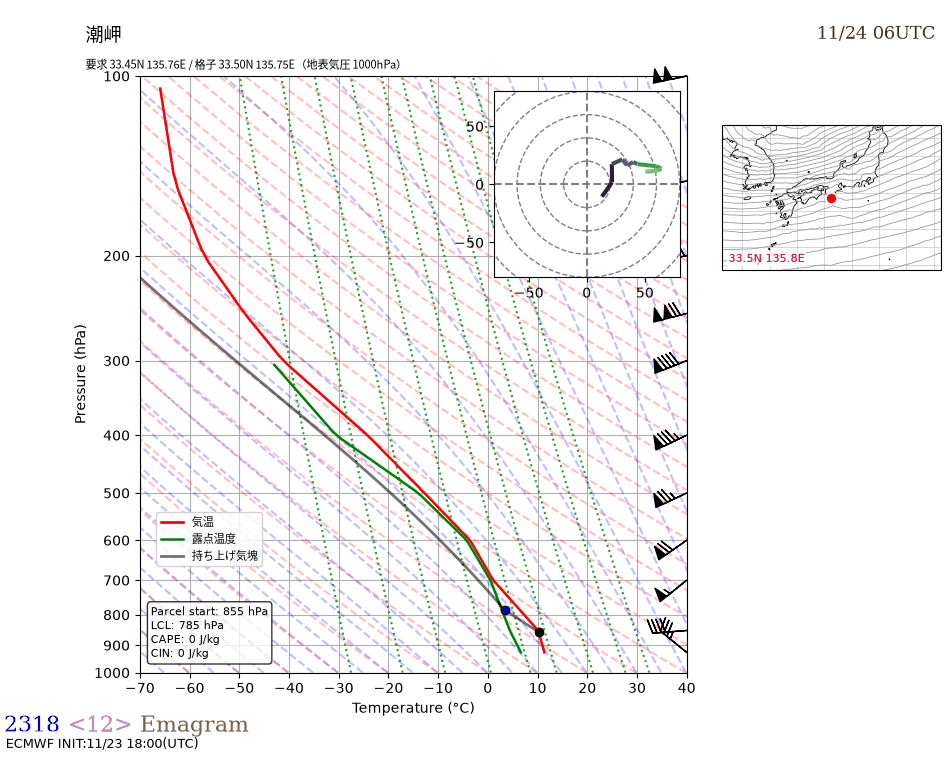 潮岬
11/24 06UTC
要求 33.45N 135.76E / 格子 33.50N 135.75E（地表気圧 1000hPa）
100
200
300
400
500
600
700
800
900
1000
Pressure (hPa)
50
0
−50
−50 0 50
33.5N 135.8E
気温
露点温度
持ち上げ気塊
Parcel start: 855 hPa
LCL: 785 hPa
CAPE: 0 J/kg
CIN: 0 J/kg
−70 −60 −50 −40 −30 −20 −10 0 10 20 30 40
Temperature (°C)
2318 <12> Emagram
ECMWF INIT:11/23 18:00(UTC)